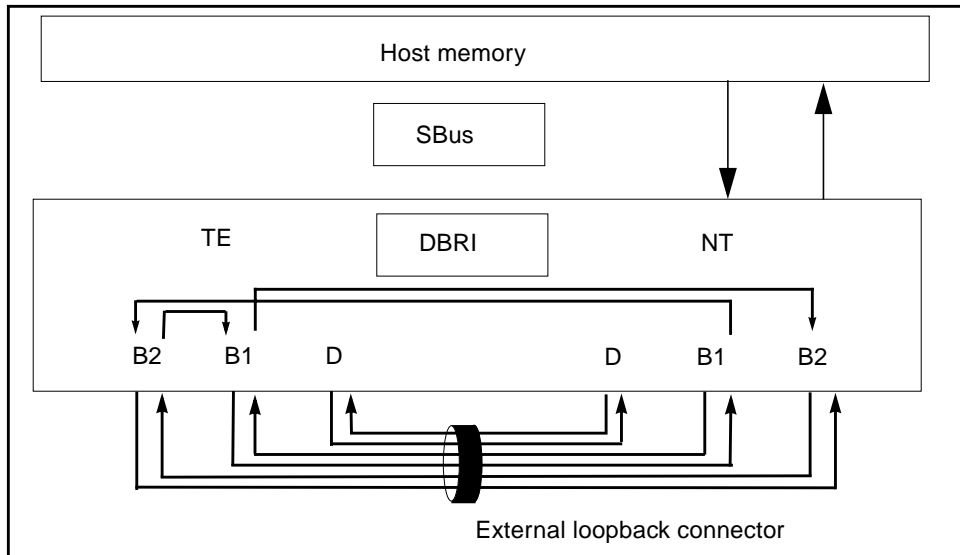 Host memory
SBus
TE
DBRI
NT
B2 B1 D D B1 B2
External loopback connector